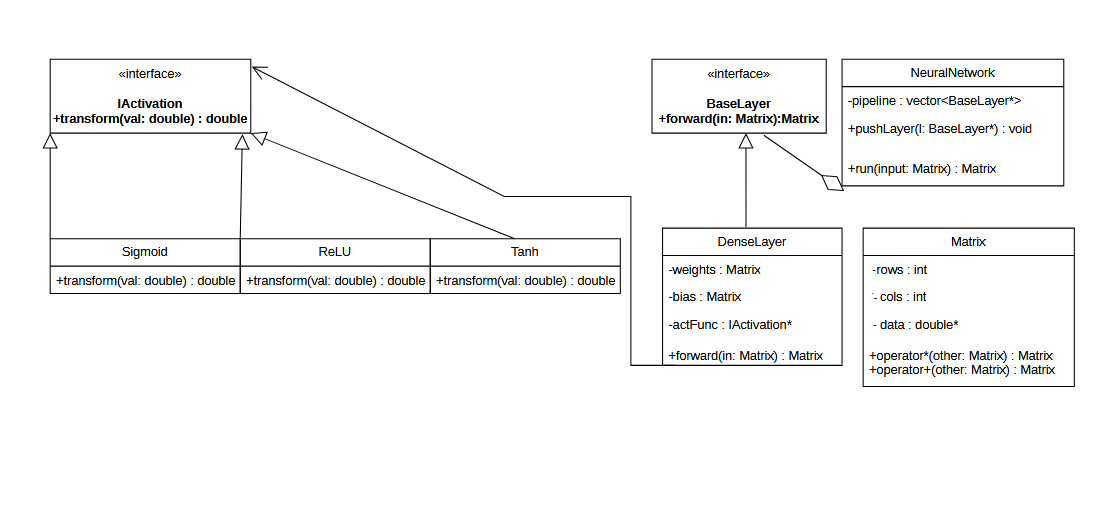 «interface»
IActivation
+transform(val: double) : double
«interface»
BaseLayer
+forward(in: Matrix):Matrix
NeuralNetwork
-pipeline : vector<BaseLayer*>
+pushLayer(l: BaseLayer*) : void
+run(input: Matrix) : Matrix
Sigmoid
+transform(val: double) : double
ReLU
+transform(val: double) : double
Tanh
+transform(val: double) : double
DenseLayer
-weights : Matrix
-bias : Matrix
-actFunc : IActivation*
+forward(in: Matrix) : Matrix
Matrix
-rows : int
- cols : int
- data : double*
+operator*(other: Matrix) : Matrix
+operator+(other: Matrix) : Matrix